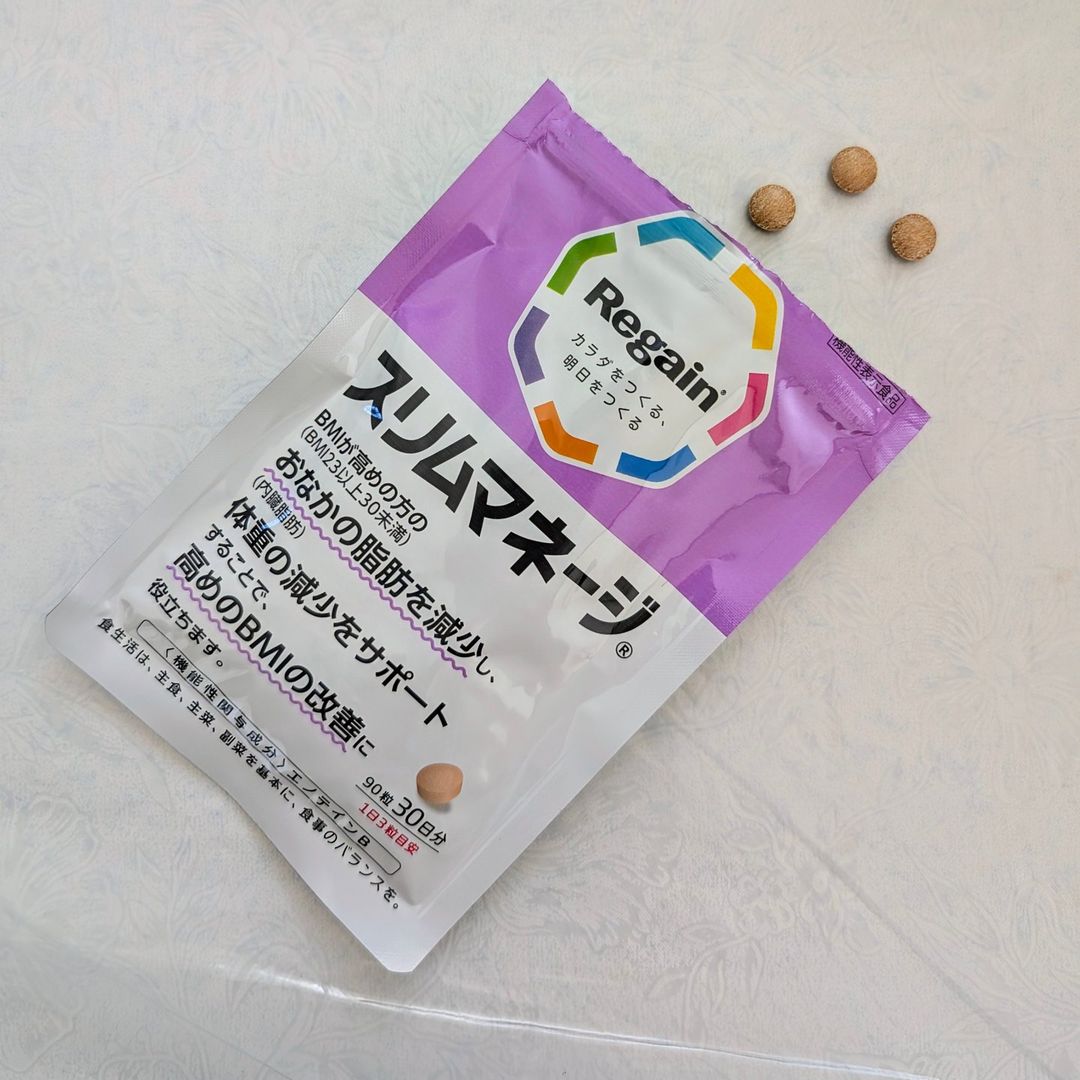 機能性表示食品
Regain®
カラダをつくる、
明日をつくる
スリムマネージ®
BMIが高めの方の
(BMI23以上30未満)
おなかの脂肪を減少し、
(内臓脂肪)
体重の減少をサポート
することで、
高めのBMIの改善に
役立ちます。
〈機能性関与成分〉エノテインB
食生活は、主食、主菜、副菜を基本に、食事のバランスを。
90粒 30日分
1日3粒目安